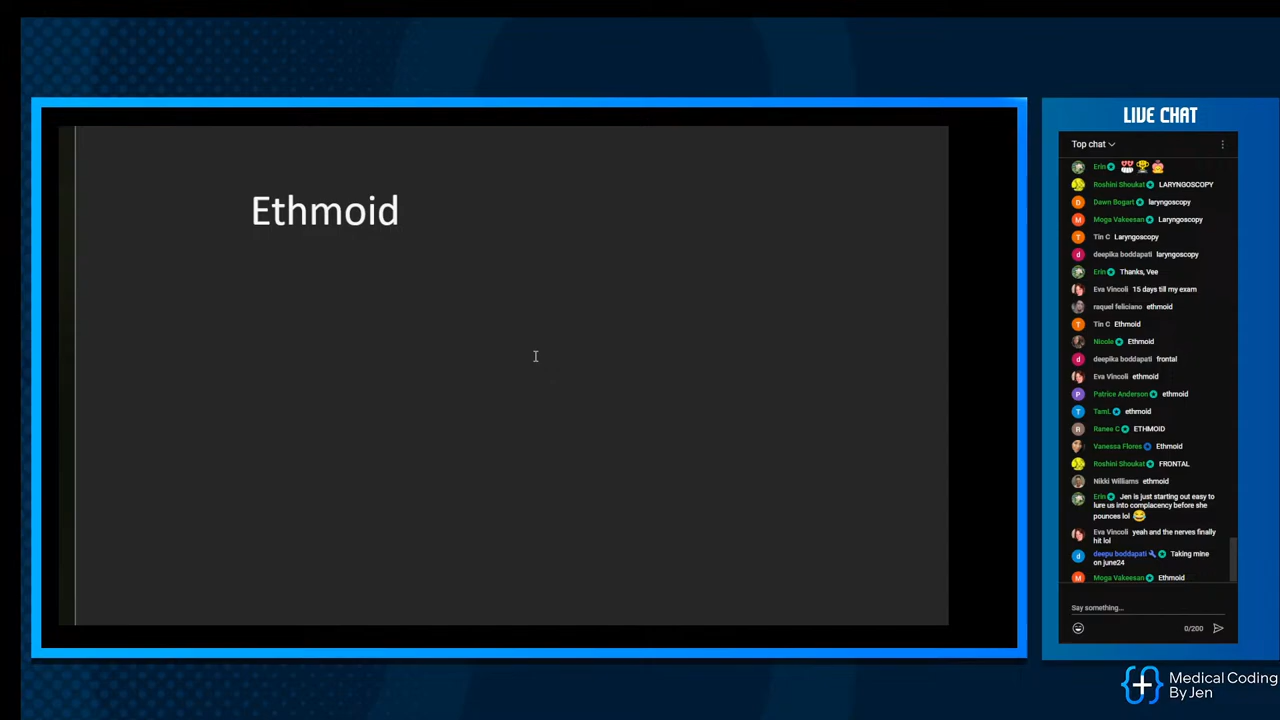 Ethmoid
LIVE CHAT
Top chat
Erin
Roshini Shoukat LARYNGOSCOPY
Dawn Bogart laryngoscopy
Moga Vakeesan Laryngoscopy
Tin C Laryngoscopy
deepika boddapati laryngoscopy
Erin Thanks, Vee
Eva Vincoli 15 days till my exam
raquel feliciano ethmoid
Tin C Ethmoid
Nicole Ethmoid
deepika boddapati frontal
Eva Vincoli ethmoid
Patrice Anderson ethmoid
TamL ethmoid
Ranee C ETHMOID
Vanessa Flores Ethmoid
Roshini Shoukat FRONTAL
Nikki Williams ethmoid
Erin Jen is just starting out easy to
lure us into complacency before she
pounces lol
Eva Vincoli yeah and the nerves finally
hit lol
deepu boddapati Taking mine
on june24
Moga Vakeesan Ethmoid
Say something...
0/200
Medical Coding
By Jen